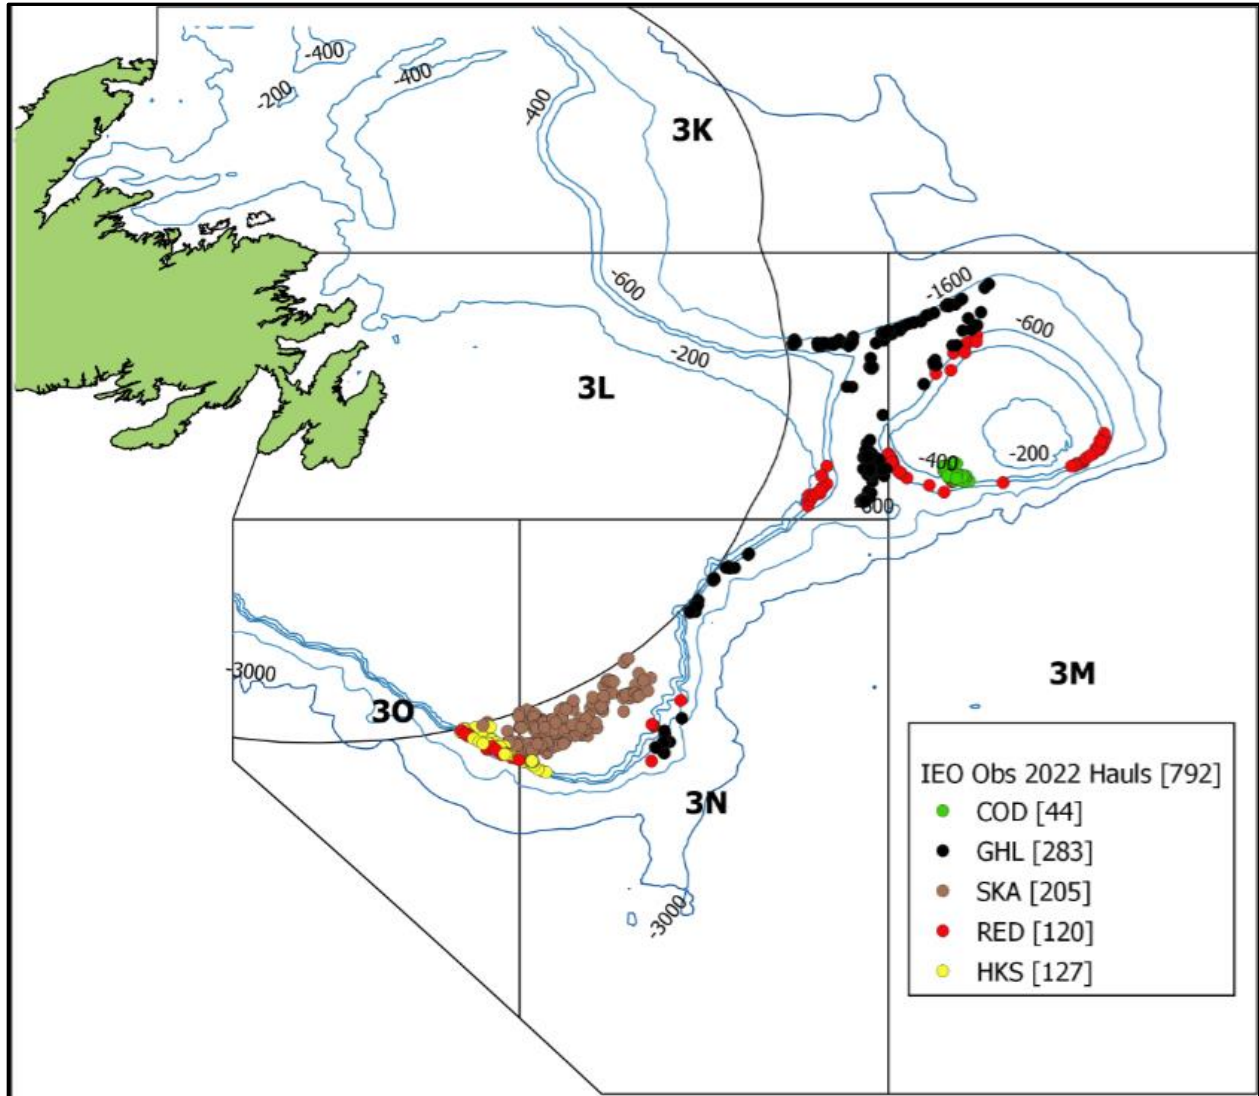 -400
-200
-400
-400
3K
-600
-1600
-600
-200
3L
-400
-200
-600
-3000
3O
3M
3N
-3000
IEO Obs 2022 Hauls [792]
COD [44]
GHL [283]
SKA [205]
RED [120]
HKS [127]